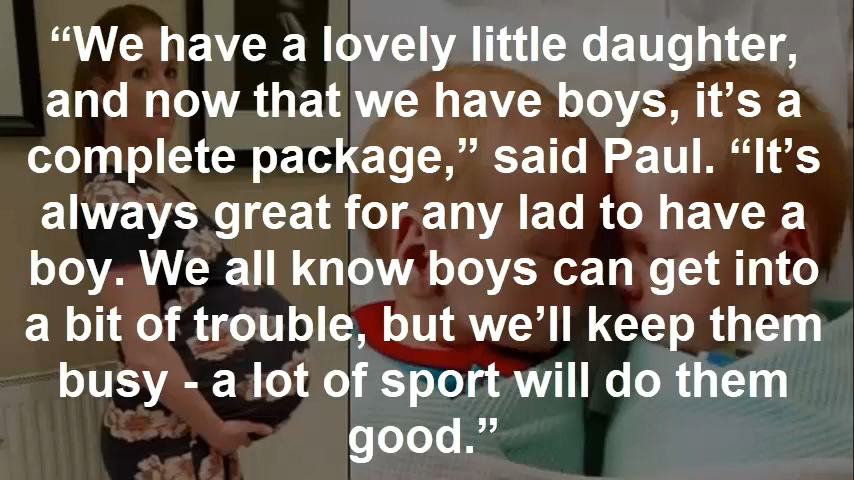 “We have a lovely little daughter,
and now that we have boys, it’s a
complete package,” said Paul. “It’s
always great for any lad to have a
boy. We all know boys can get into
a bit of trouble, but we’ll keep them
busy - a lot of sport will do them
good.”